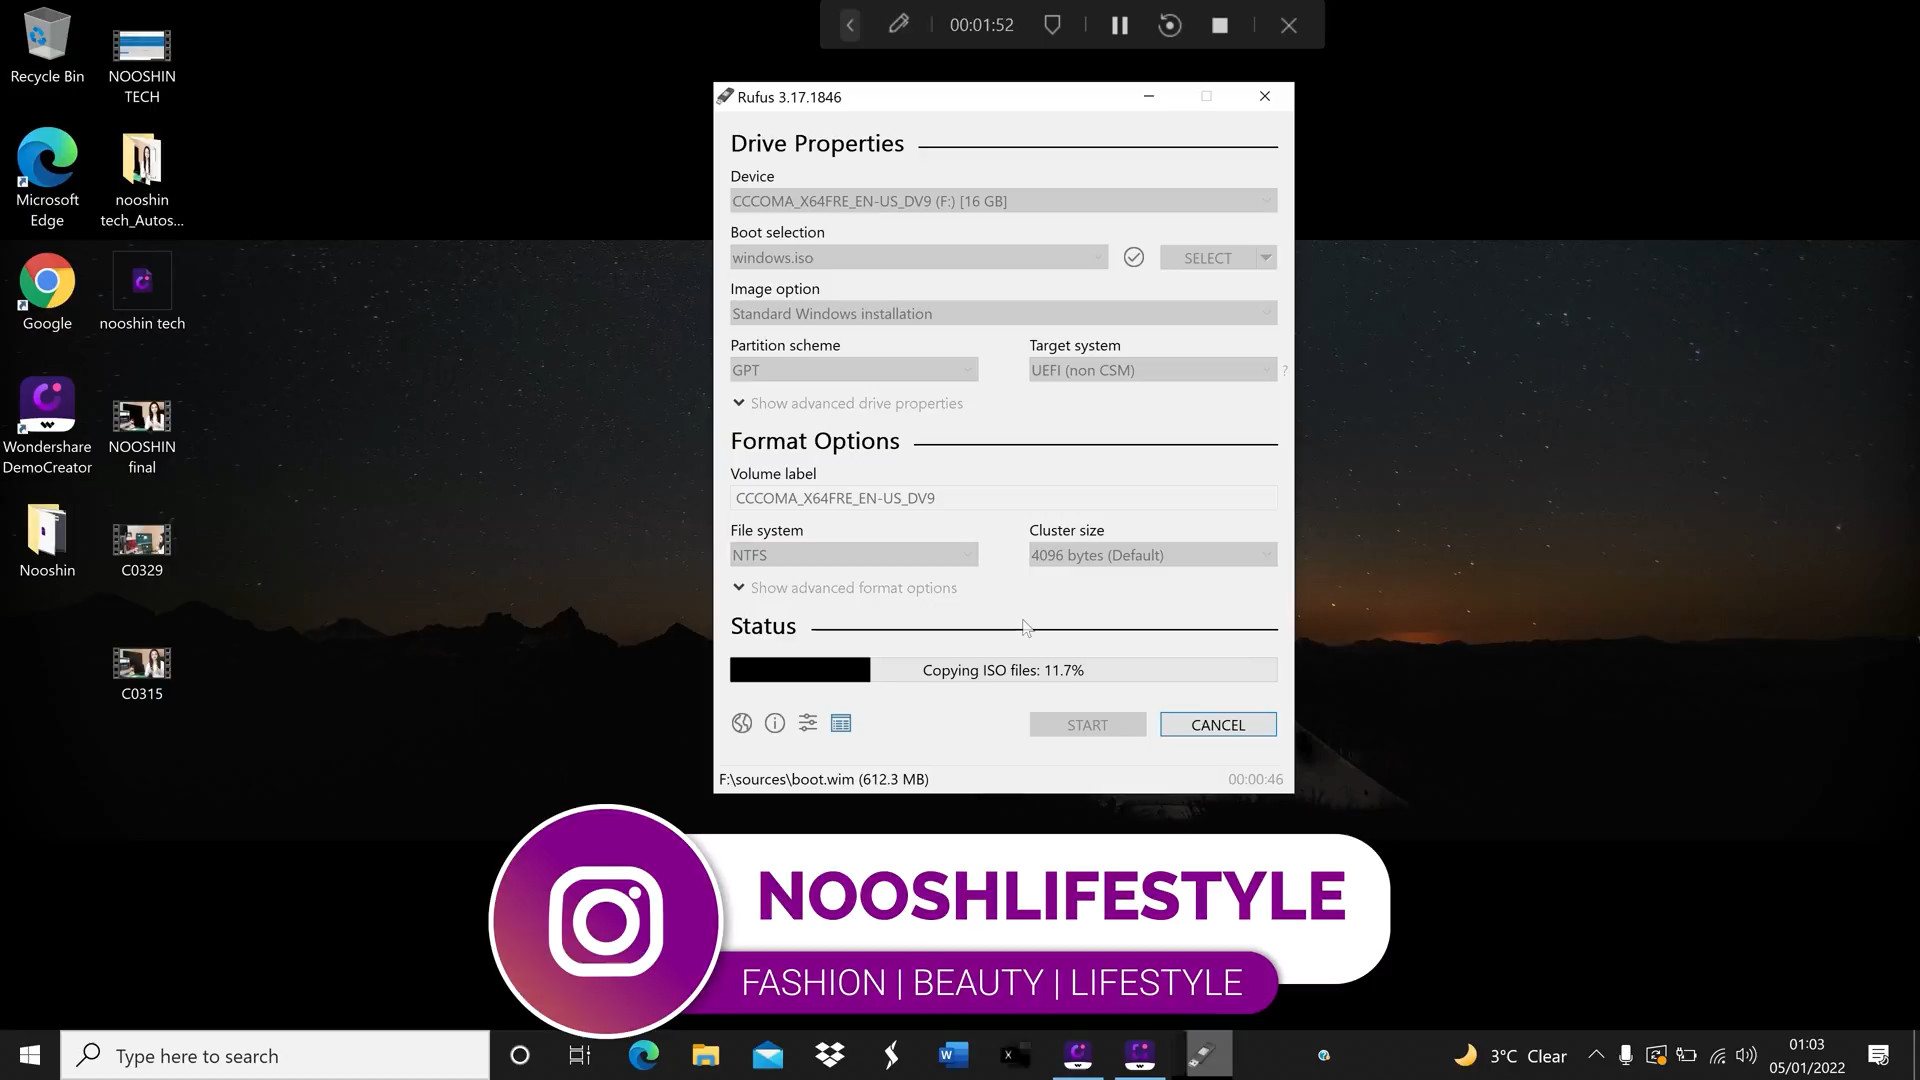 00:01:52
Recycle Bin
NOOSHIN
TECH
Microsoft
Edge
nooshin
tech_Autos...
Google
nooshin tech
Wondershare
DemoCreator
NOOSHIN
final
Nooshin
C0329
C0315
Rufus 3.17.1846
Drive Properties
Device
CCCOMA_X64FRE_EN-US_DV9 (F:) [16 GB]
Boot selection
windows.iso
SELECT
Image option
Standard Windows installation
Partition scheme
Target system
GPT
UEFI (non CSM)
?
Show advanced drive properties
Format Options
Volume label
CCCOMA_X64FRE_EN-US_DV9
File system
Cluster size
NTFS
4096 bytes (Default)
Show advanced format options
Status
Copying ISO files: 11.7%
START
CANCEL
F:\sources\boot.wim (612.3 MB)
00:00:46
NOOSHLIFESTYLE
FASHION | BEAUTY | LIFESTYLE
Type here to search
3°C Clear
01:03
05/01/2022